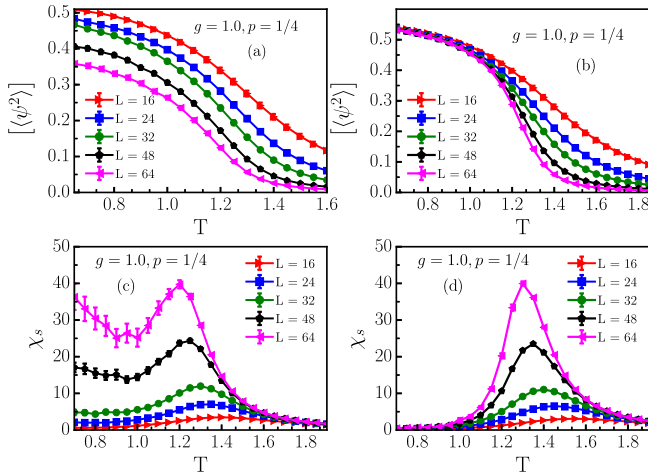 g = 1.0, p = 1/4
(a)
[⟨ψ²⟩]
0.5
0.4
0.3
0.2
0.1
0.0
L = 16
L = 24
L = 32
L = 48
L = 64
0.8 1.0 1.2 1.4 1.6
T
g = 1.0, p = 1/4
(b)
[⟨ψ²⟩]
0.5
0.4
0.3
0.2
0.1
0.0
L = 16
L = 24
L = 32
L = 48
L = 64
0.8 1.0 1.2 1.4 1.6 1.8
T
g = 1.0, p = 1/4
(c)
χₛ
50
40
30
20
10
0
L = 16
L = 24
L = 32
L = 48
L = 64
0.8 1.0 1.2 1.4 1.6 1.8
T
g = 1.0, p = 1/4
(d)
χₛ
50
40
30
20
10
0
L = 16
L = 24
L = 32
L = 48
L = 64
0.8 1.0 1.2 1.4 1.6 1.8
T